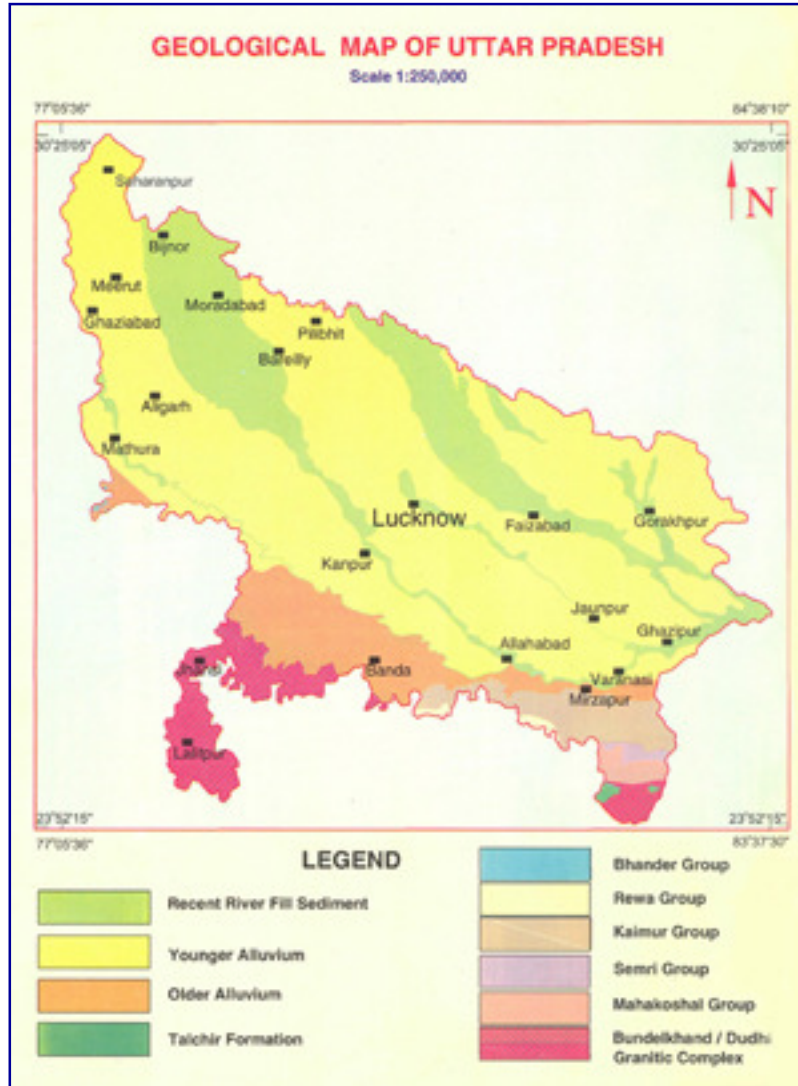 GEOLOGICAL MAP OF UTTAR PRADESH
Scale 1:250,000
77°05'36" 84°38'10"
30°25'05" 30°25'05"
N
Saharanpur
Bijnor
Meerut
Moradabad
Ghaziabad
Pilibhit
Bareilly
Aligarh
Mathura
Lucknow
Faizabad
Gorakhpur
Kanpur
Jaunpur
Ghazipur
Allahabad
Jhansi
Banda
Varanasi
Mirzapur
Lalitpur
23°52'15" 23°52'15"
77°05'36" 83°37'30"
LEGEND
Recent River Fill Sediment
Younger Alluvium
Older Alluvium
Talchir Formation
Bhander Group
Rewa Group
Kaimur Group
Semri Group
Mahakoshal Group
Bundelkhand / Dudhi
Granitic Complex